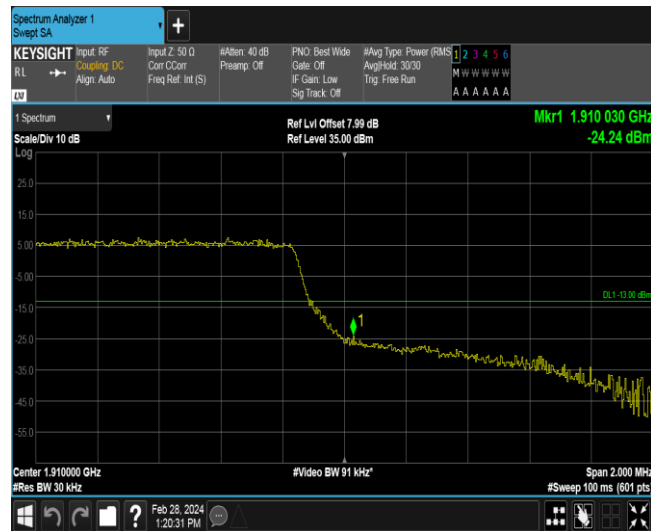 Spectrum Analyzer 1
Swept SA
KEYSIGHT
RL
LXI
Input: RF
Coupling: DC
Align: Auto
Input Z: 50 Ω
Corr CCorr
Freq Ref: Int (S)
#Atten: 40 dB
Preamp: Off
PNO: Best Wide
Gate: Off
IF Gain: Low
Sig Track: Off
#Avg Type: Power (RMS
Avg|Hold: 30/30
Trig: Free Run
1 2 3 4 5 6
M W W W W W
A A A A A A
1 Spectrum
Scale/Div 10 dB
Log
Ref Lvl Offset 7.99 dB
Ref Level 35.00 dBm
Mkr1 1.910 030 GHz
-24.24 dBm
25.0
15.0
5.00
-5.00
DL1 -13.00 dBm
-15.0
1
-25.0
-35.0
-45.0
-55.0
Center 1.910000 GHz
#Video BW 91 kHz*
Span 2.000 MHz
#Res BW 30 kHz
#Sweep 100 ms (601 pts)
?
Feb 28, 2024
1:20:31 PM